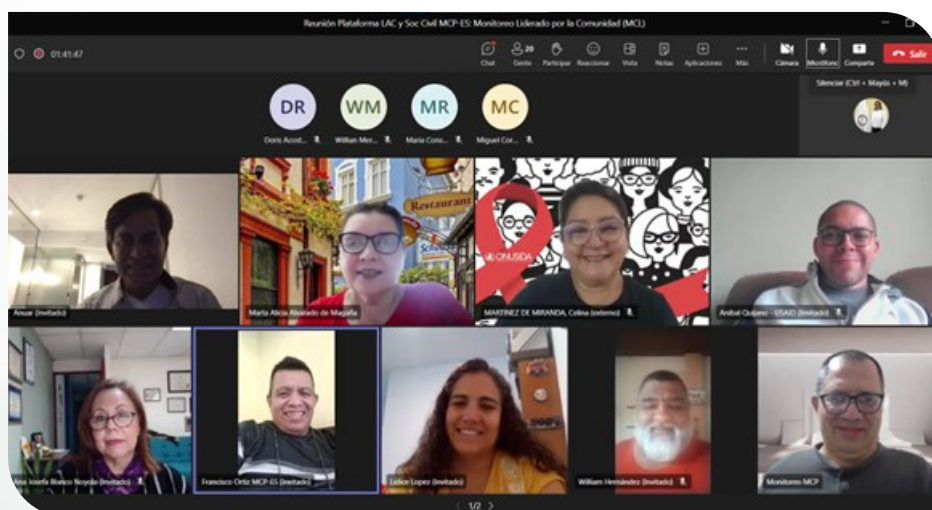 Reunión Plataforma LAC y Soc Civil MCP-ES: Monitoreo Liderado por la Comunidad (MCL)
01:41:47
20
Chat Gente Participar Reaccionar Vista Notas Aplicaciones Más Cámara Micrófono Compartir Salir
Silenciar (Ctrl + Mayús + M)
DR WM MR MC
Doris Acost... Willian Mer... Maria Cons... Miguel Cor...
Restaurant
ONUSIDA
Anuar (Invitado)
Marta Alicia Alvarado de Magaña
MARTINEZ DE MIRANDA, Celina (externo)
Anibal Quijano - USAID (Invitado)
Ana Josefa Blanco Noyola (Invitado)
Francisco Ortiz MCP-ES (Invitado)
Lidice Lopez (Invitado)
William Hernández (Invitado)
Monitoreo MCP
1/2